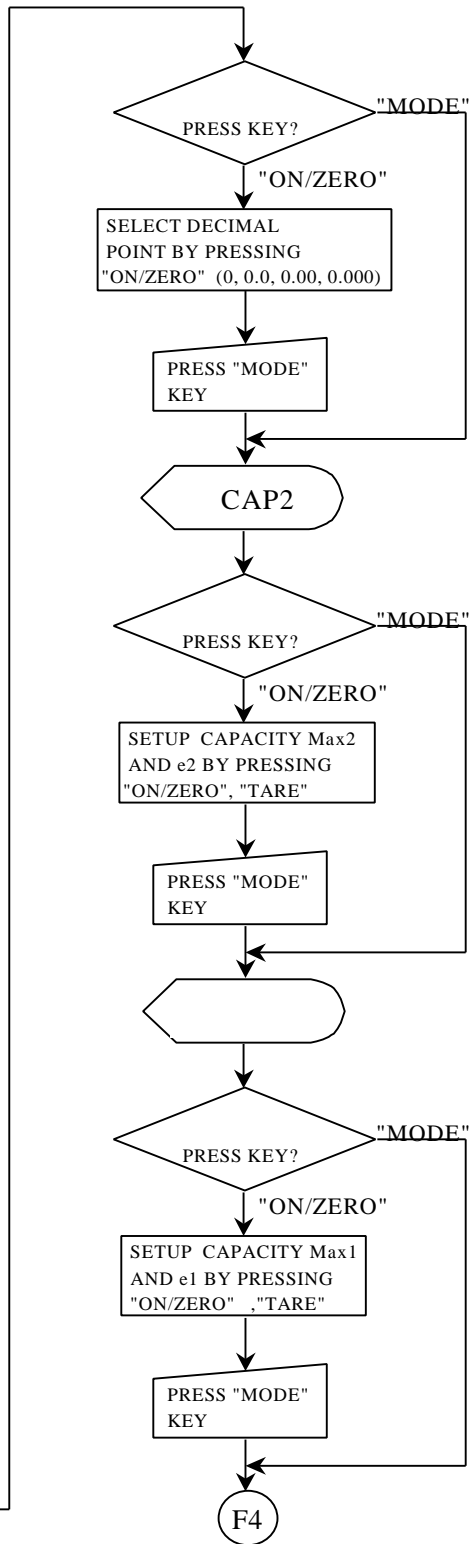 "MODE"
PRESS KEY?
"ON/ZERO"
SELECT DECIMAL
POINT BY PRESSING
"ON/ZERO" (0, 0.0, 0.00, 0.000)
PRESS "MODE"
KEY
CAP2
"MODE"
PRESS KEY?
"ON/ZERO"
SETUP CAPACITY Max2
AND e2 BY PRESSING
"ON/ZERO", "TARE"
PRESS "MODE"
KEY
"MODE"
PRESS KEY?
"ON/ZERO"
SETUP CAPACITY Max1
AND e1 BY PRESSING
"ON/ZERO" ,"TARE"
PRESS "MODE"
KEY
F4